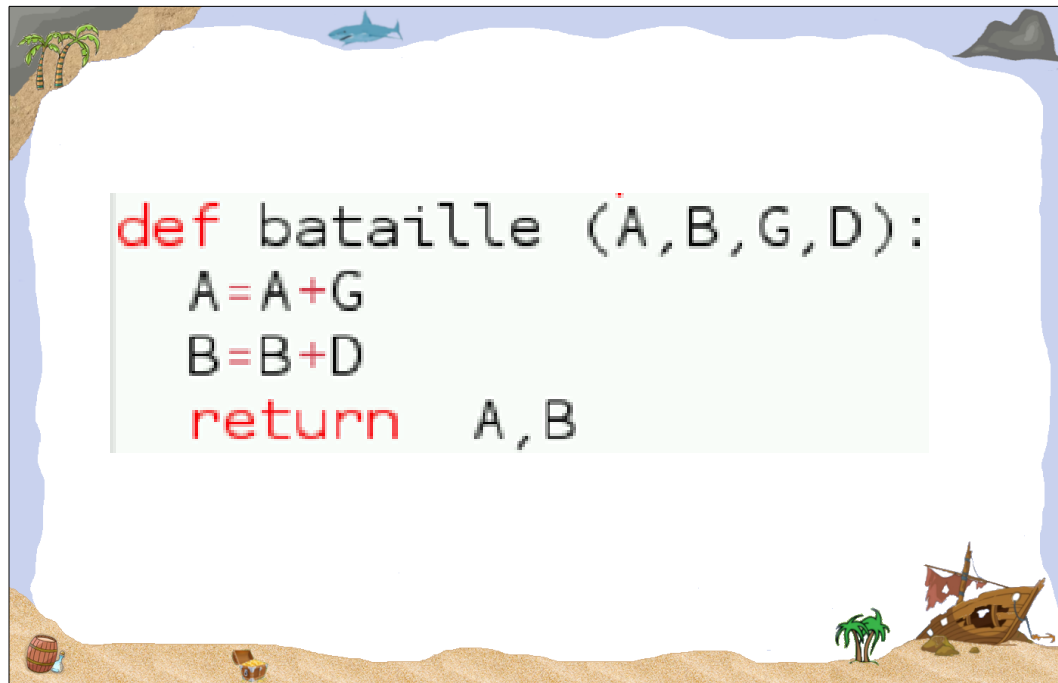 def bataille (A,B,G,D):
A=A+G
B=B+D
return A,B